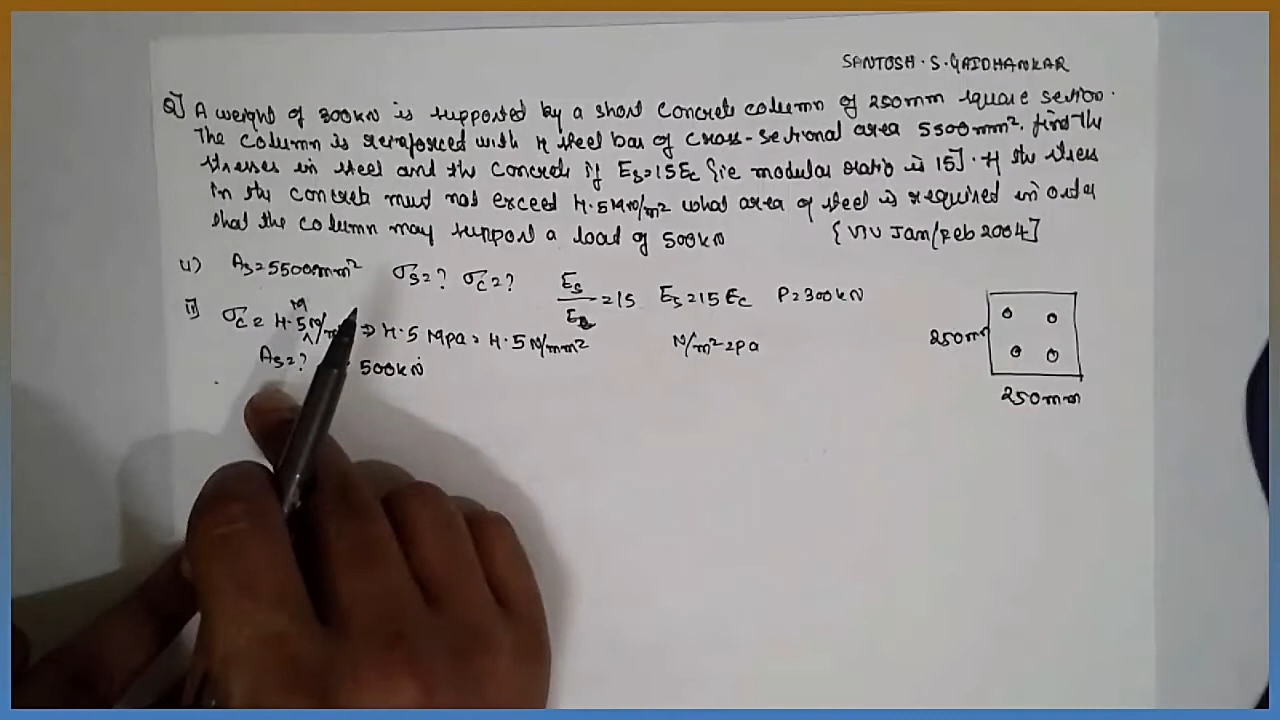 SANTOSH. S. GAIDHANKAR
Q] A weight of 300kN is supported by a short concrete column of 250mm square section.
The column is reinforced with 4 steel bar of cross-sectional area 5500mm². find the
stresses in steel and the concrete if Es=15Ec {ie modular ratio is 15]. If the stress
in the concrete must not exceed 4.5MN/m² what area of steel is required in order
that the column may support a load of 500kN {VTU Jan/Feb 2004]
i) As=5500mm² σs=? σc=? Es/Ec=15 Es=15Ec P=300kN
ii] σc= 4.5MN/ ⇒ 4.5 Mpa= 4.5N/mm² N/m²=pa
As=? 500kN
250mm
250mm